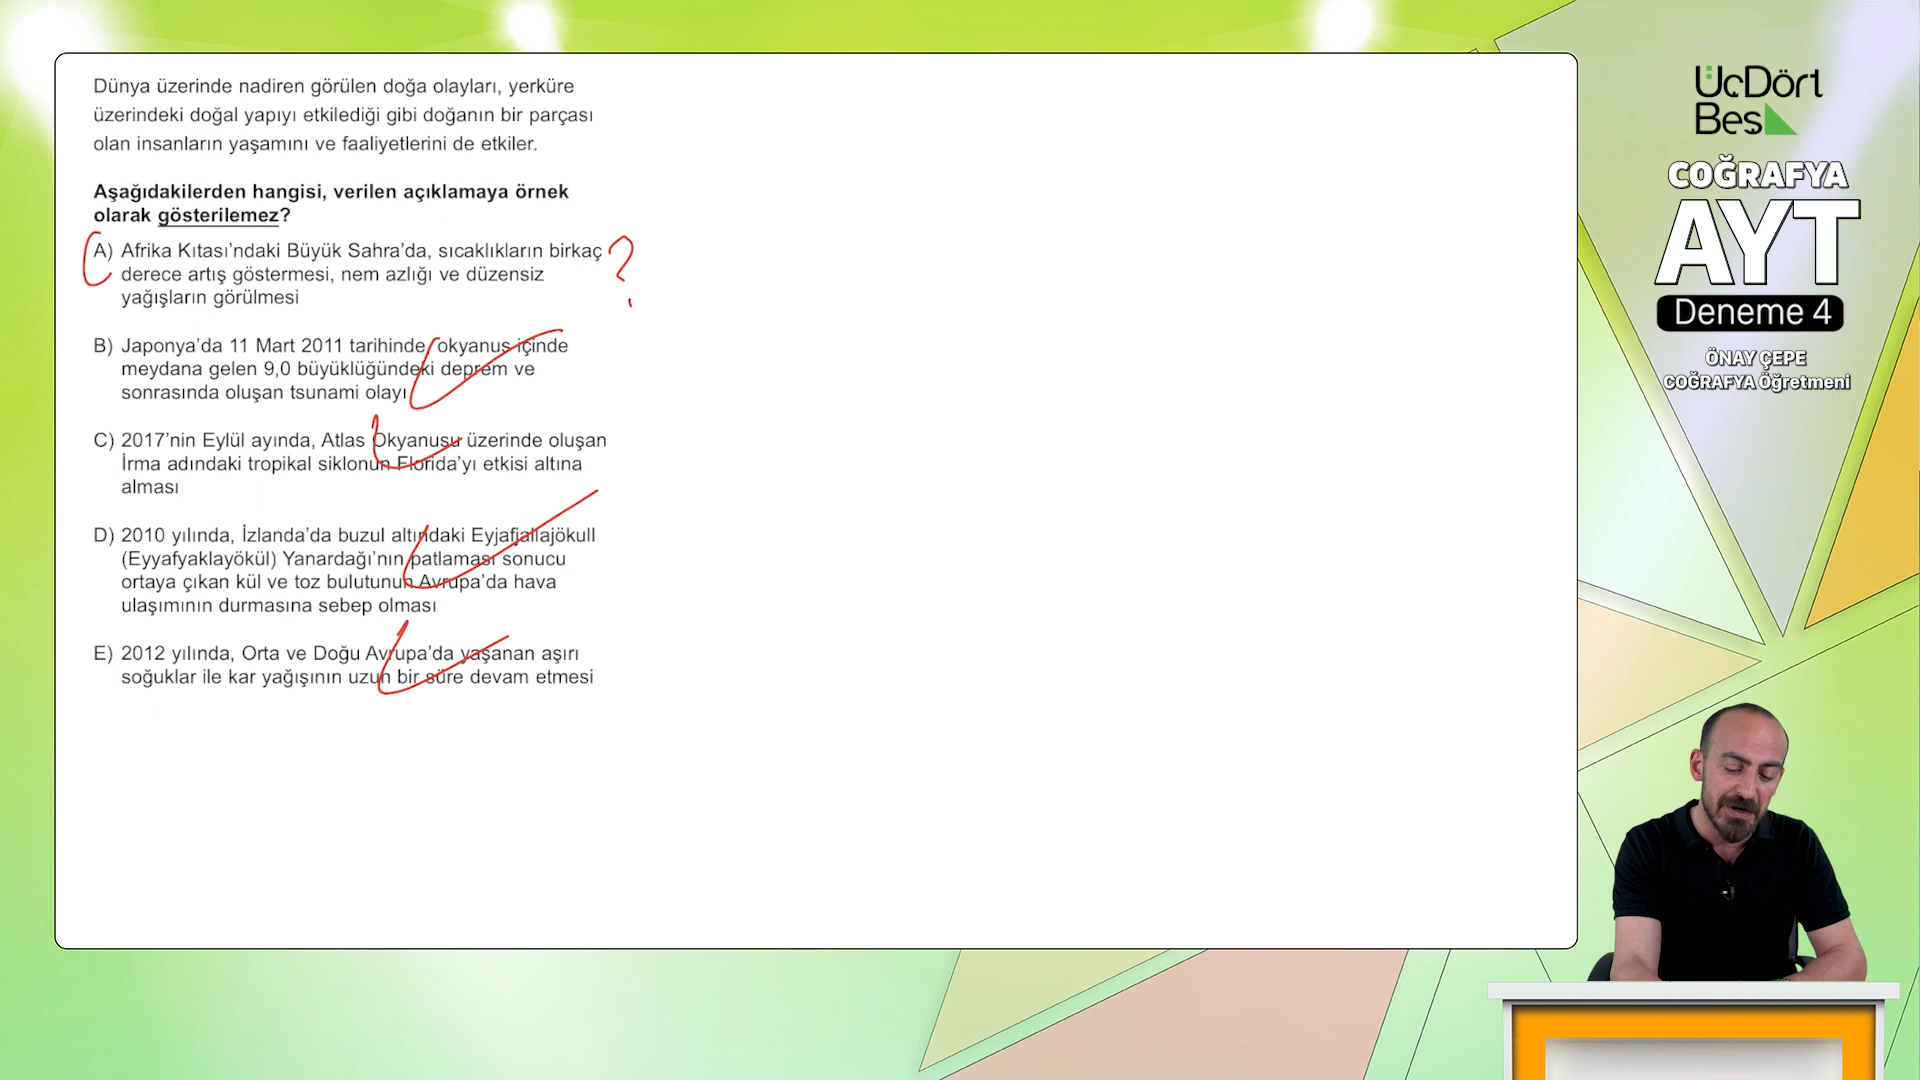 Dünya üzerinde nadiren görülen doğa olayları, yerküre
üzerindeki doğal yapıyı etkilediği gibi doğanın bir parçası
olan insanların yaşamını ve faaliyetlerini de etkiler.
Aşağıdakilerden hangisi, verilen açıklamaya örnek
olarak gösterilemez?
A) Afrika Kıtası’ndaki Büyük Sahra’da, sıcaklıkların birkaç
derece artış göstermesi, nem azlığı ve düzensiz
yağışların görülmesi
?
B) Japonya’da 11 Mart 2011 tarihinde, okyanus içinde
meydana gelen 9,0 büyüklüğündeki deprem ve
sonrasında oluşan tsunami olayı
C) 2017’nin Eylül ayında, Atlas Okyanusu üzerinde oluşan
İrma adındaki tropikal siklonun Florida’yı etkisi altına
alması
D) 2010 yılında, İzlanda’da buzul altındaki Eyjafjallajökull
(Eyyafyaklayökül) Yanardağı’nın patlaması sonucu
ortaya çıkan kül ve toz bulutunun Avrupa’da hava
ulaşımının durmasına sebep olması
E) 2012 yılında, Orta ve Doğu Avrupa’da yaşanan aşırı
soğuklar ile kar yağışının uzun bir süre devam etmesi
ÜçDört
Beş
COĞRAFYA
AYT
Deneme 4
ÖNAY ÇEPE
COĞRAFYA Öğretmeni